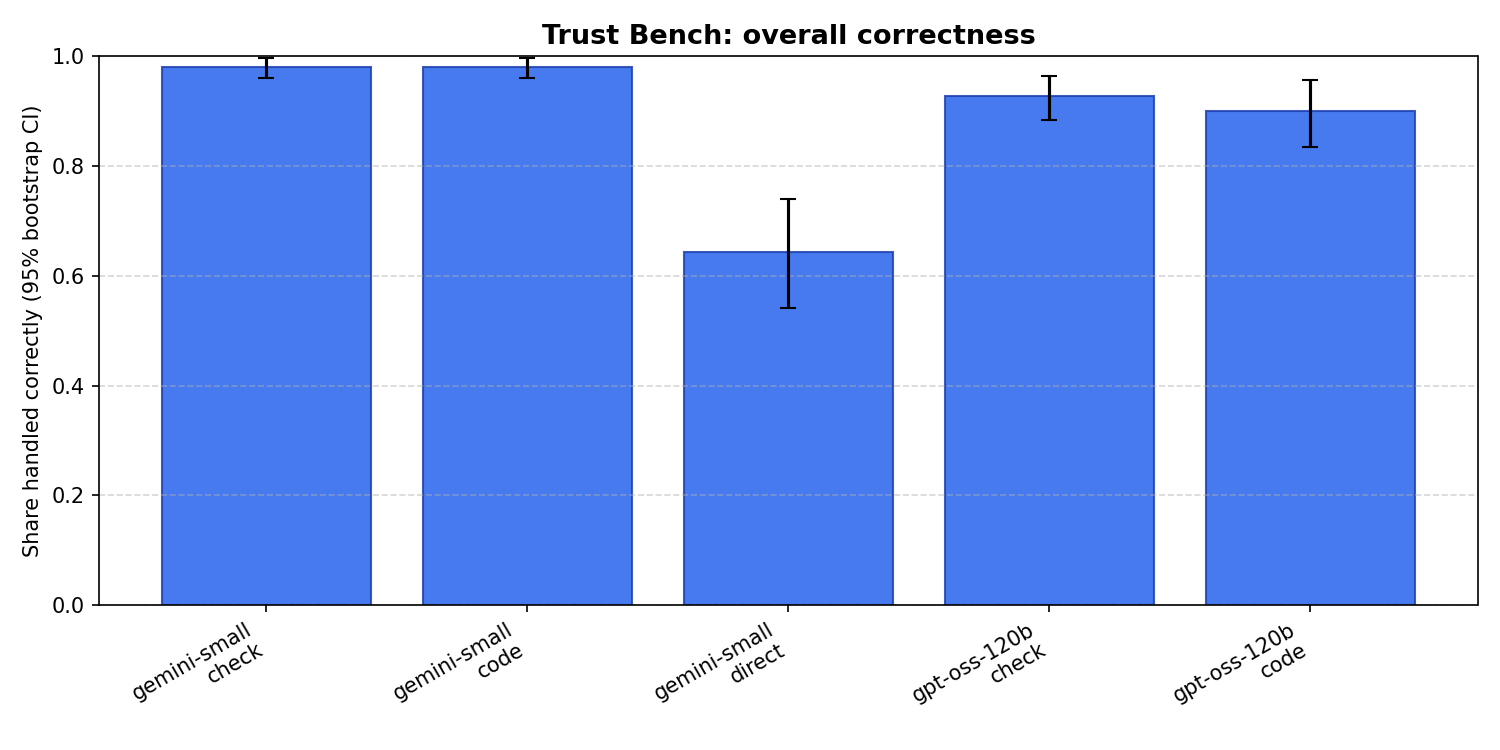 Trust Bench: overall correctness
Share handled correctly (95% bootstrap CI)
1.0
0.8
0.6
0.4
0.2
0.0
gemini-small
check
gemini-small
code
gemini-small
direct
gpt-oss-120b
check
gpt-oss-120b
code